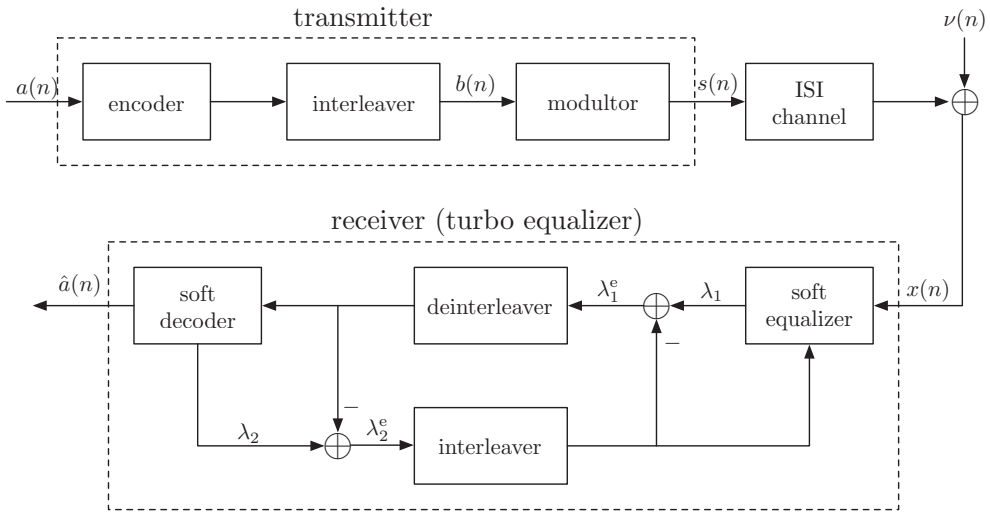 transmitter
ν(n)
a(n)
encoder
interleaver
b(n)
modultor
s(n)
ISI
channel
receiver (turbo equalizer)
â(n)
soft
decoder
deinterleaver
λ₁ᵉ
λ₁
soft
equalizer
x(n)
−
−
λ₂
λ₂ᵉ
interleaver